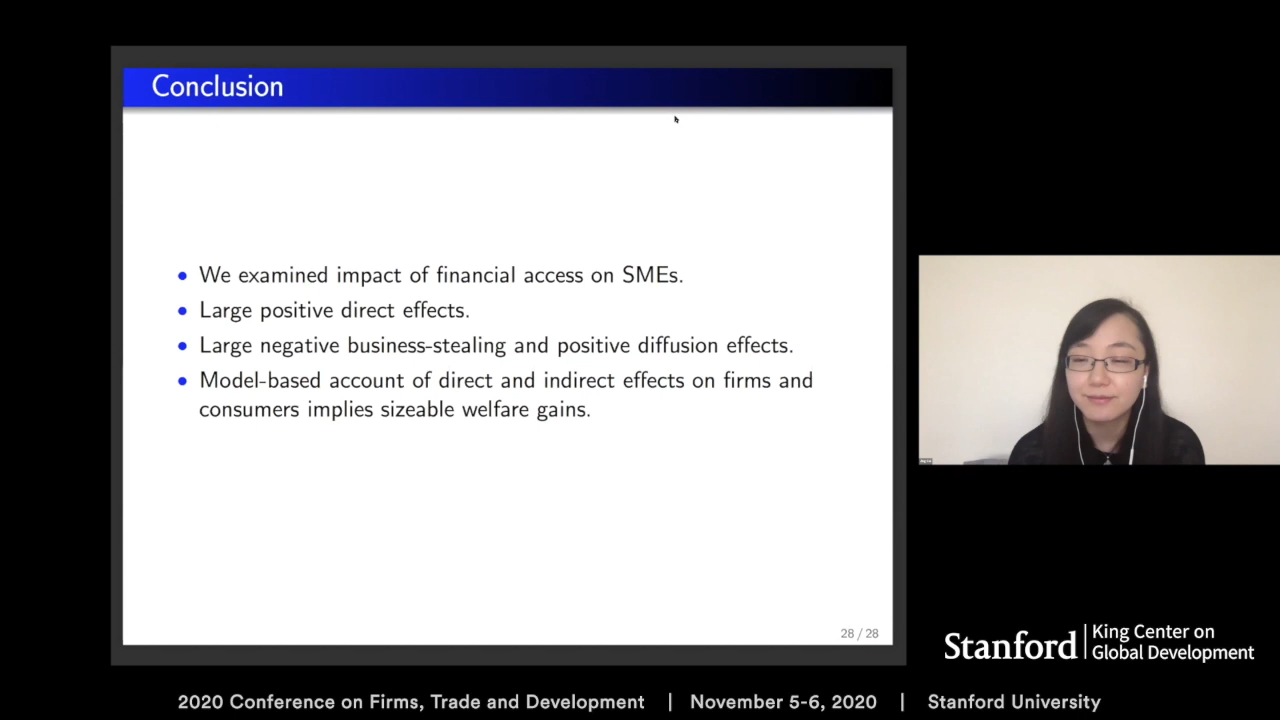 Conclusion
• We examined impact of financial access on SMEs.
• Large positive direct effects.
• Large negative business-stealing and positive diffusion effects.
• Model-based account of direct and indirect effects on firms and
consumers implies sizeable welfare gains.
28 / 28
Stanford | King Center on
Global Development
2020 Conference on Firms, Trade and Development | November 5-6, 2020 | Stanford University